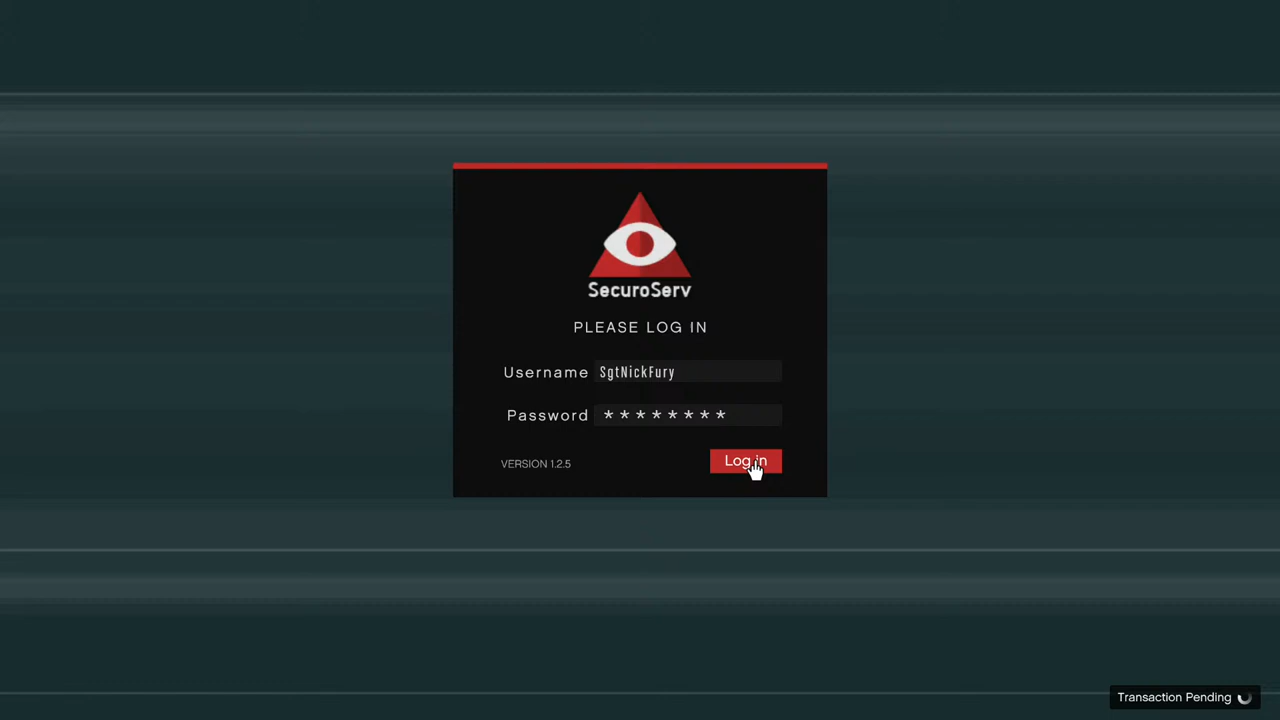 SecuroServ
PLEASE LOG IN
Username SgtNickFury
Password ********
VERSION 1.2.5 Log in
Transaction Pending